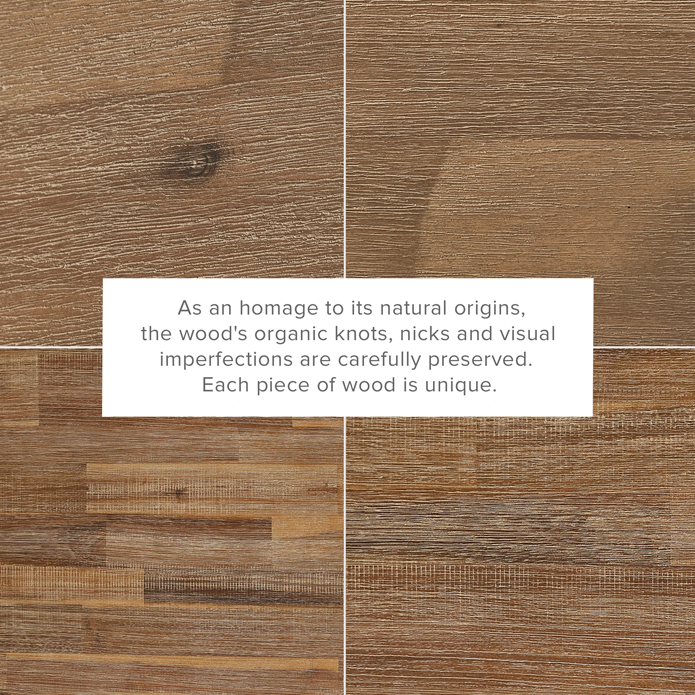 As an homage to its natural origins,
the wood's organic knots, nicks and visual
imperfections are carefully preserved.
Each piece of wood is unique.